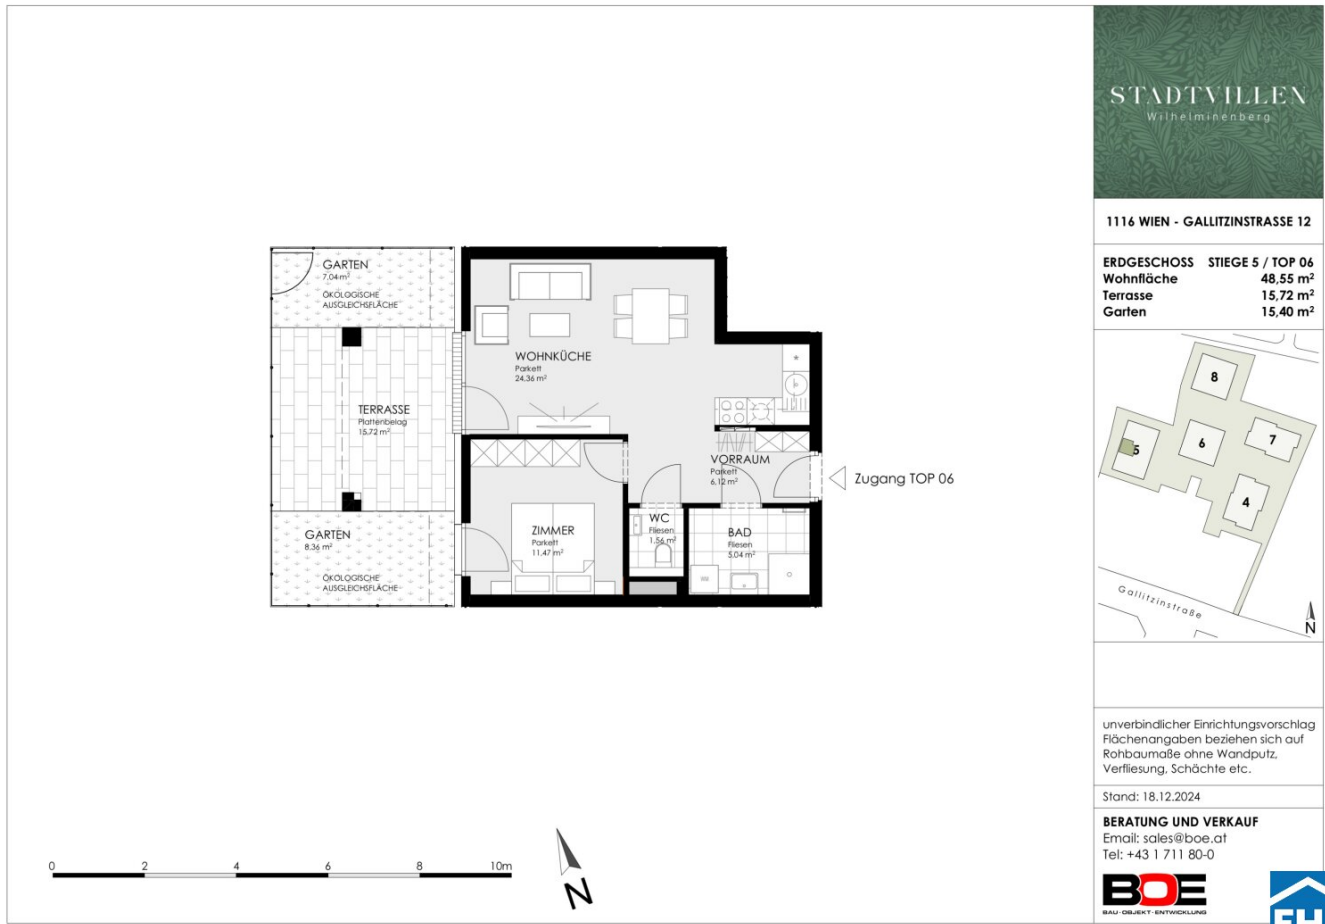 GARTEN
7,04 m²
ÖKOLOGISCHE
AUSGLEICHSFLÄCHE
WOHNKÜCHE
Parkett
24,36 m²
TERRASSE
Plattenbelag
15,72 m²
VORRAUM
Parkett
6,12 m²
Zugang TOP 06
GARTEN
8,36 m²
ÖKOLOGISCHE
AUSGLEICHSFLÄCHE
ZIMMER
Parkett
11,47 m²
WC
Fliesen
1,56 m²
BAD
Fliesen
5,04 m²
0 2 4 6 8 10m
N
STADTVILLEN
Wilhelminenberg
1116 WIEN - GALLITZINSTRASSE 12
ERDGESCHOSS STIEGE 5 / TOP 06
Wohnfläche 48,55 m²
Terrasse 15,72 m²
Garten 15,40 m²
8
5
6
7
4
Gallitzinstraße
N
unverbindlicher Einrichtungsvorschlag
Flächenangaben beziehen sich auf
Rohbaumaße ohne Wandputz,
Verfliesung, Schächte etc.
Stand: 18.12.2024
BERATUNG UND VERKAUF
Email: sales@boe.at
Tel: +43 1 711 80-0
BOE
BAU-OBJEKT-ENTWICKLUNG